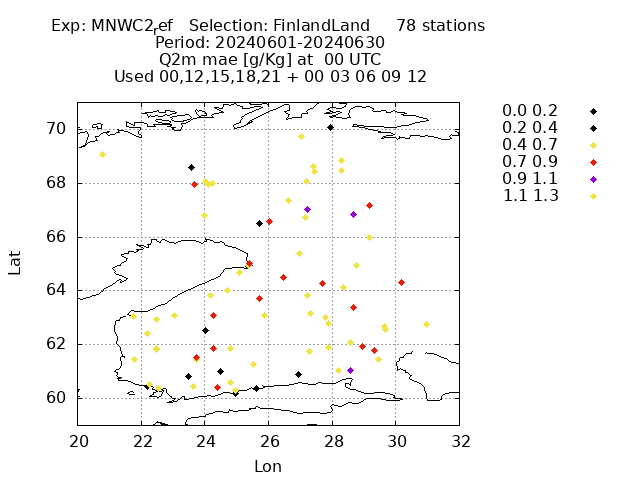 Exp: MNWC2ref Selection: FinlandLand 78 stations
Period: 20240601-20240630
Q2m mae [g/Kg] at 00 UTC
Used 00,12,15,18,21 + 00 03 06 09 12
0.0 0.2
0.2 0.4
0.4 0.7
0.7 0.9
0.9 1.1
1.1 1.3
70
68
66
64
62
60
Lat
20 22 24 26 28 30 32
Lon